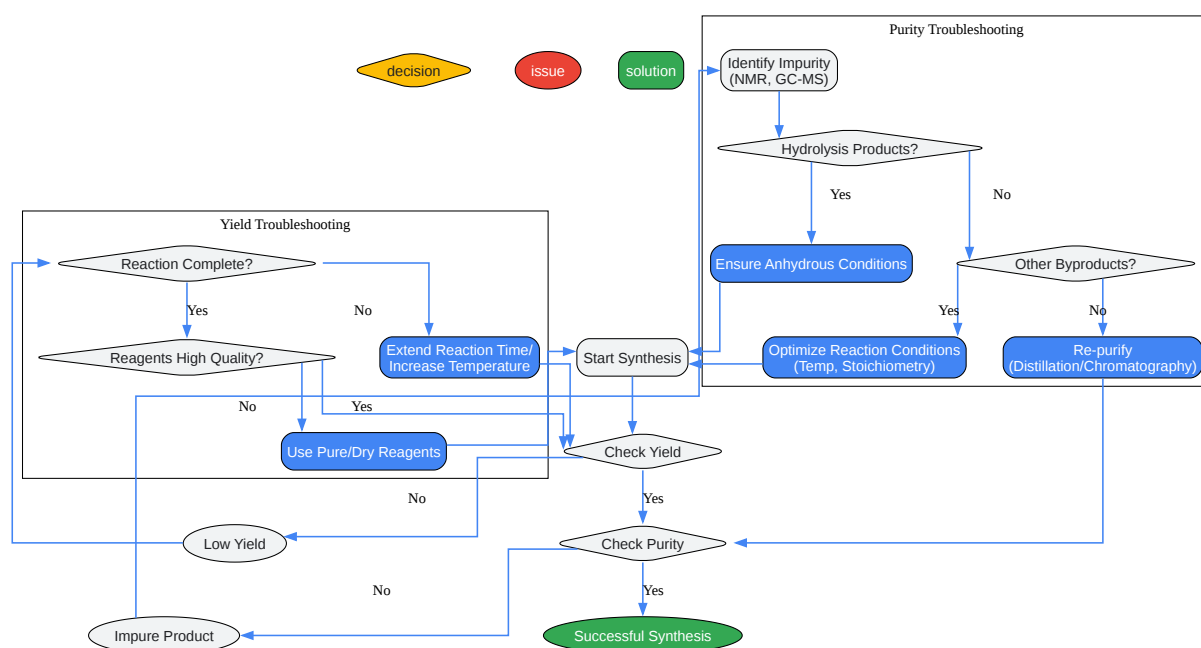 Purity Troubleshooting
decision
issue
solution
Identify Impurity
(NMR, GC-MS)
Hydrolysis Products?
Yes
No
Yield Troubleshooting
Reaction Complete?
Ensure Anhydrous Conditions
Other Byproducts?
Yes
No
Yes
No
Reagents High Quality?
Extend Reaction Time/
Increase Temperature
Start Synthesis
Optimize Reaction Conditions
(Temp, Stoichiometry)
Re-purify
(Distillation/Chromatography)
No
Yes
Use Pure/Dry Reagents
Check Yield
No
Yes
Low Yield
Check Purity
No
Yes
Impure Product
Successful Synthesis